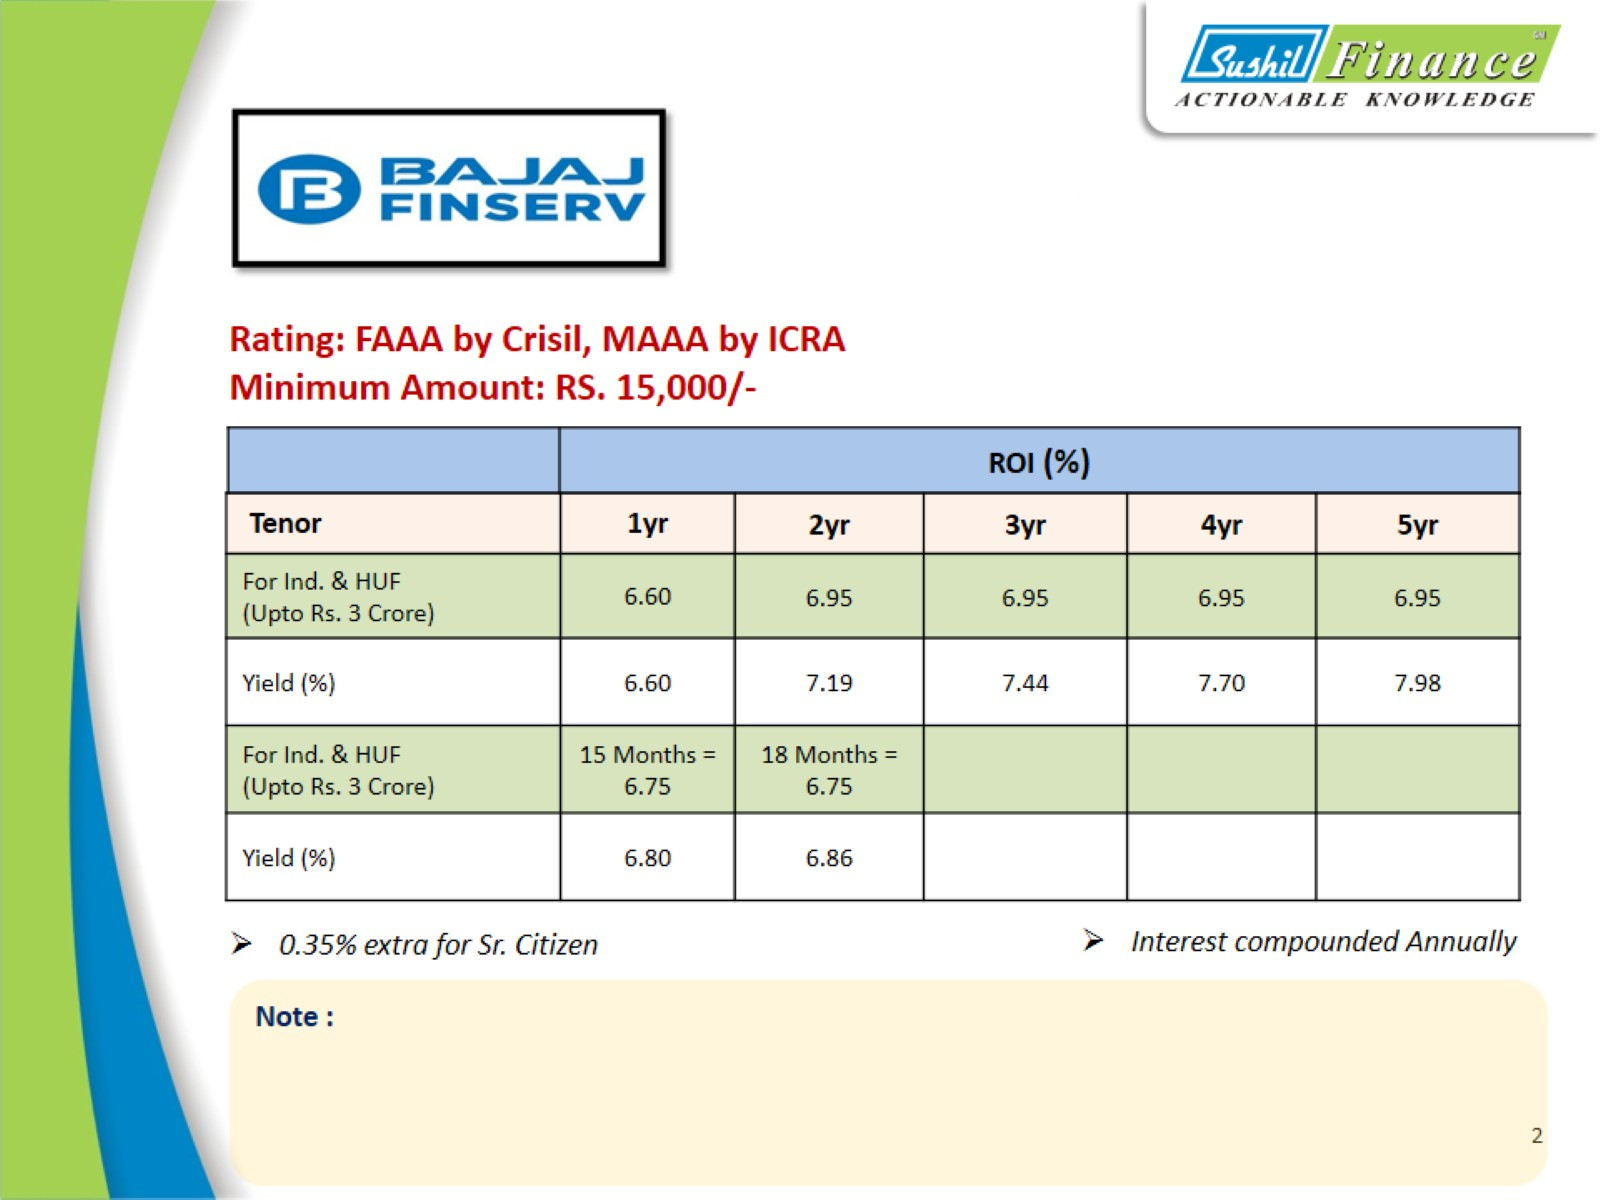 Sushil Finance SM
ACTIONABLE KNOWLEDGE
B BAJAJ
FINSERV
Rating: FAAA by Crisil, MAAA by ICRA
Minimum Amount: RS. 15,000/-
ROI (%)
Tenor 1yr 2yr 3yr 4yr 5yr
For Ind. & HUF
(Upto Rs. 3 Crore) 6.60 6.95 6.95 6.95 6.95
Yield (%) 6.60 7.19 7.44 7.70 7.98
For Ind. & HUF 15 Months = 18 Months =
(Upto Rs. 3 Crore) 6.75 6.75
Yield (%) 6.80 6.86
➢ 0.35% extra for Sr. Citizen ➢ Interest compounded Annually
Note :
2